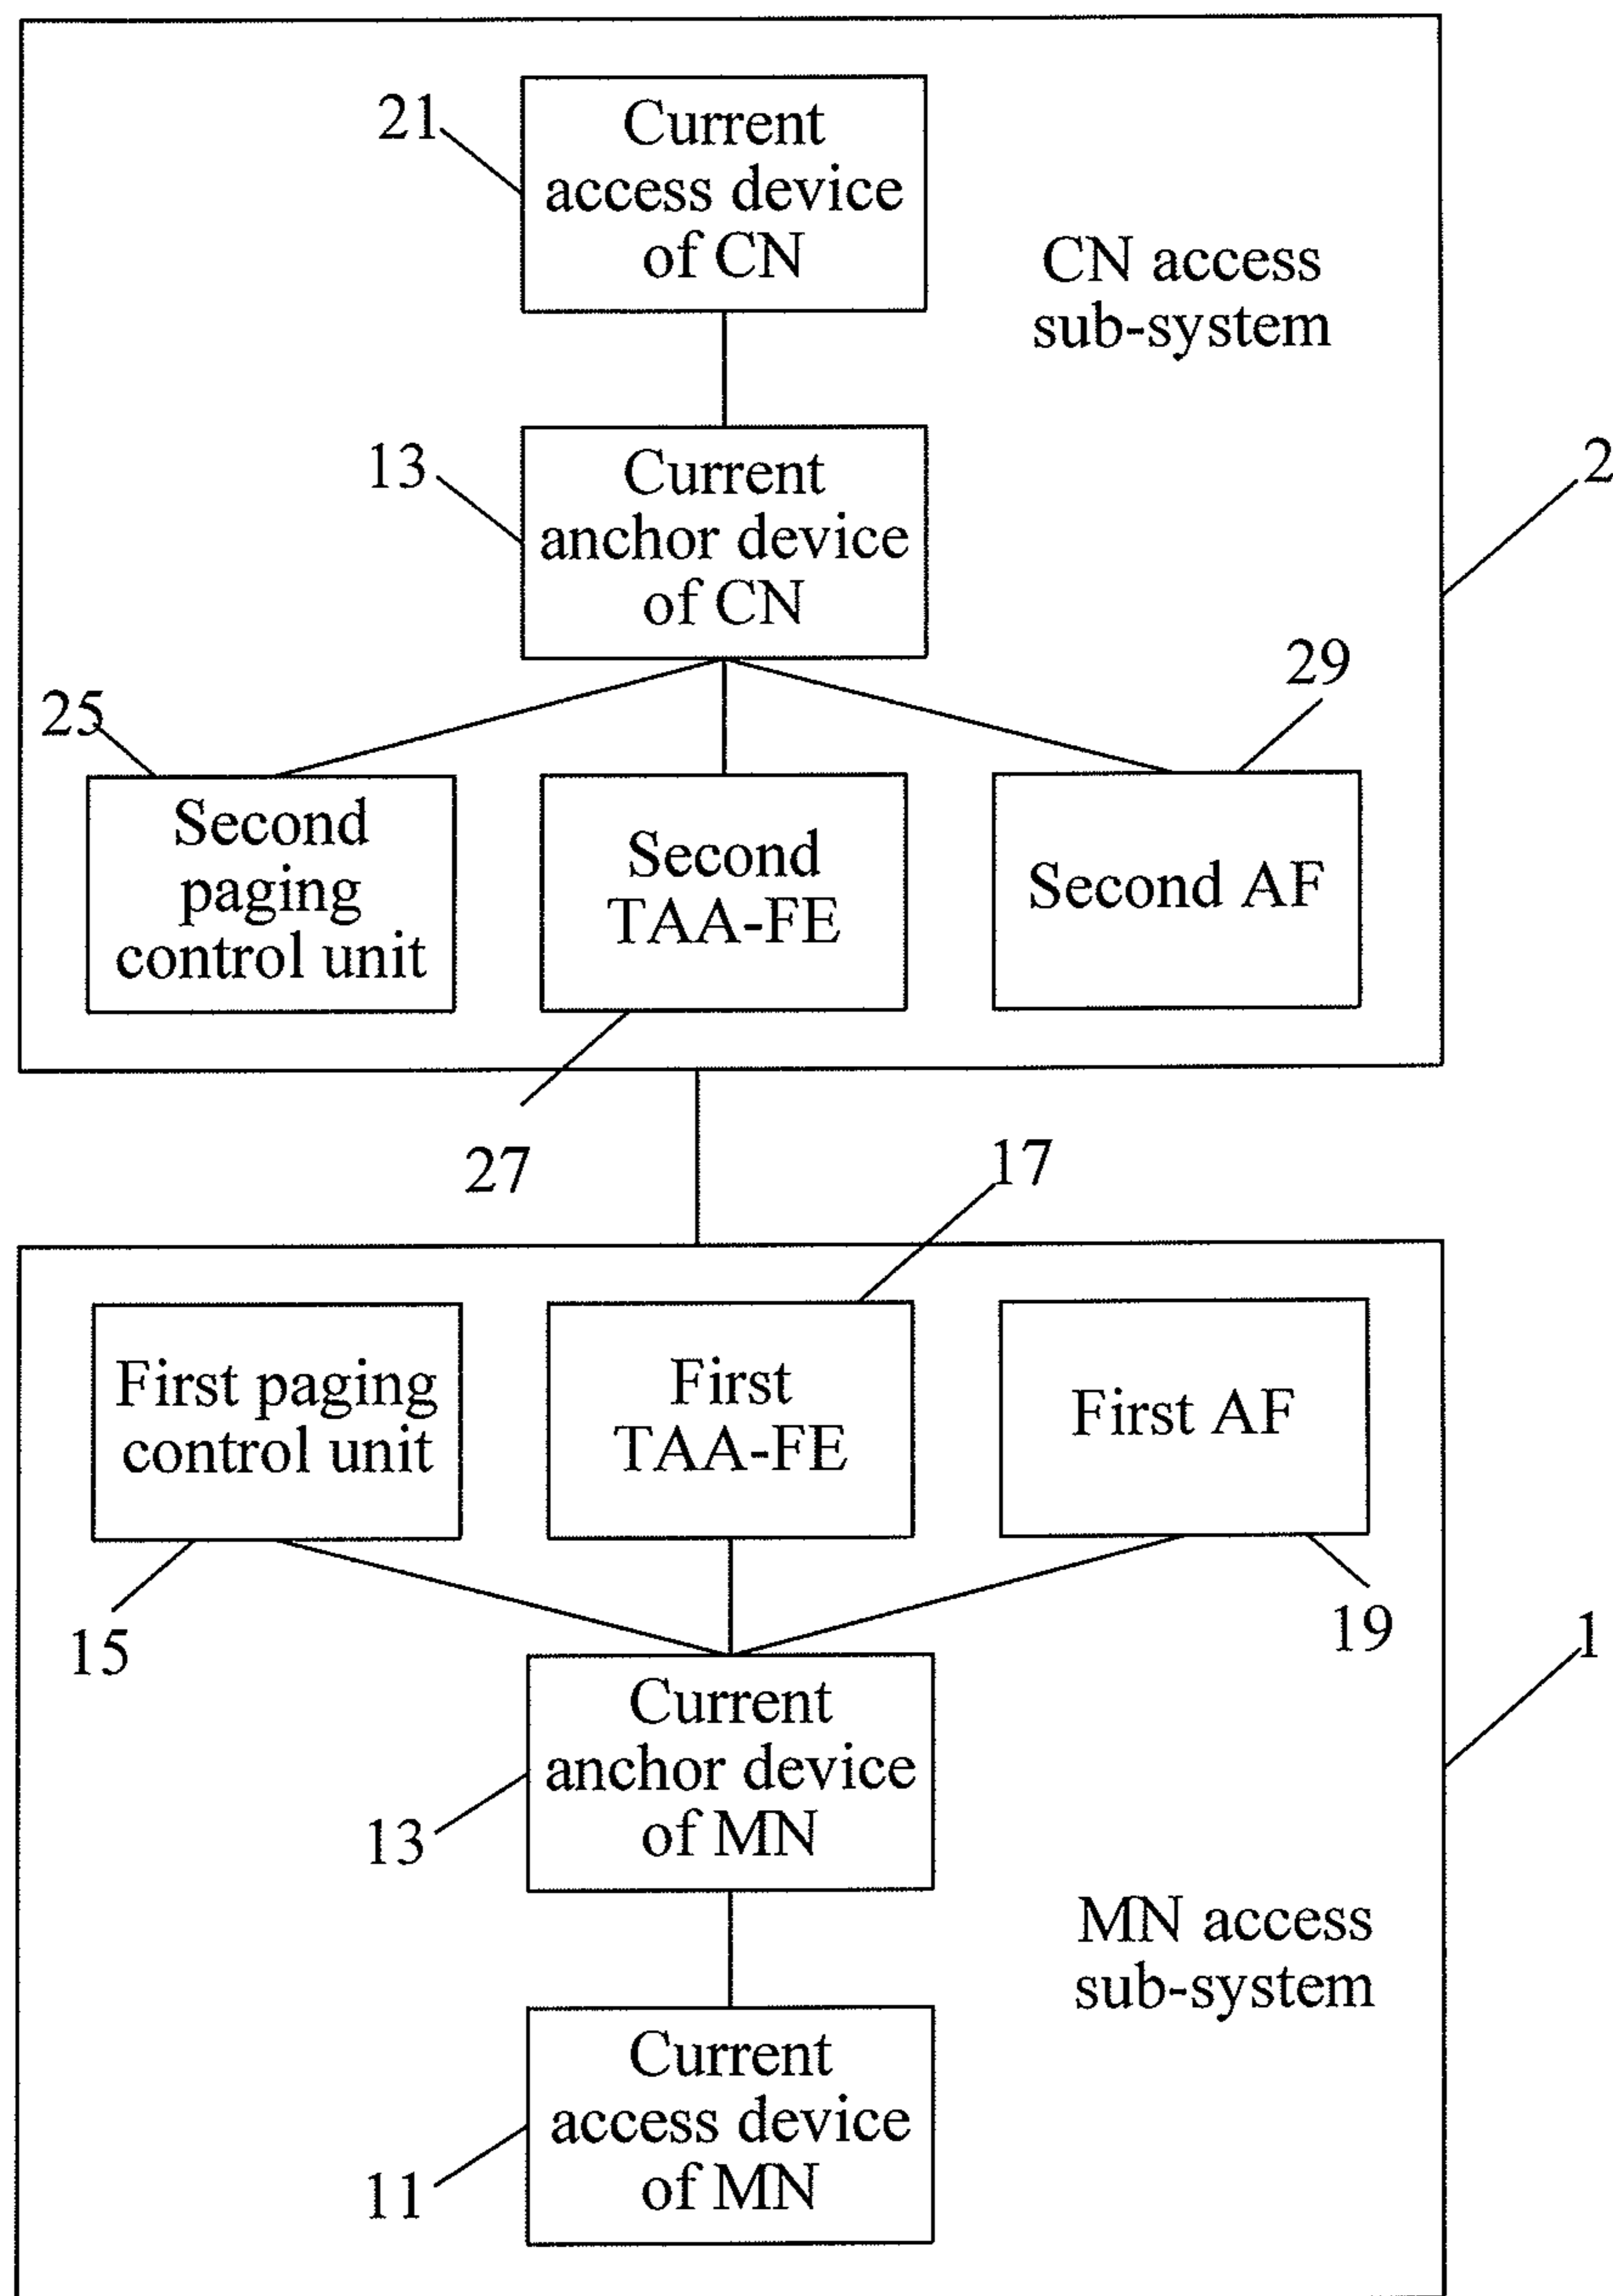 21
Current
access device
of CN
CN access
sub-system
13
Current
anchor device
of CN
2
25
29
Second
paging
control unit
Second
TAA-FE
Second AF
27
17
First paging
control unit
First
TAA-FE
First AF
15
19
1
Current
anchor device
of MN
13
MN access
sub-system
Current
access device
of MN
11